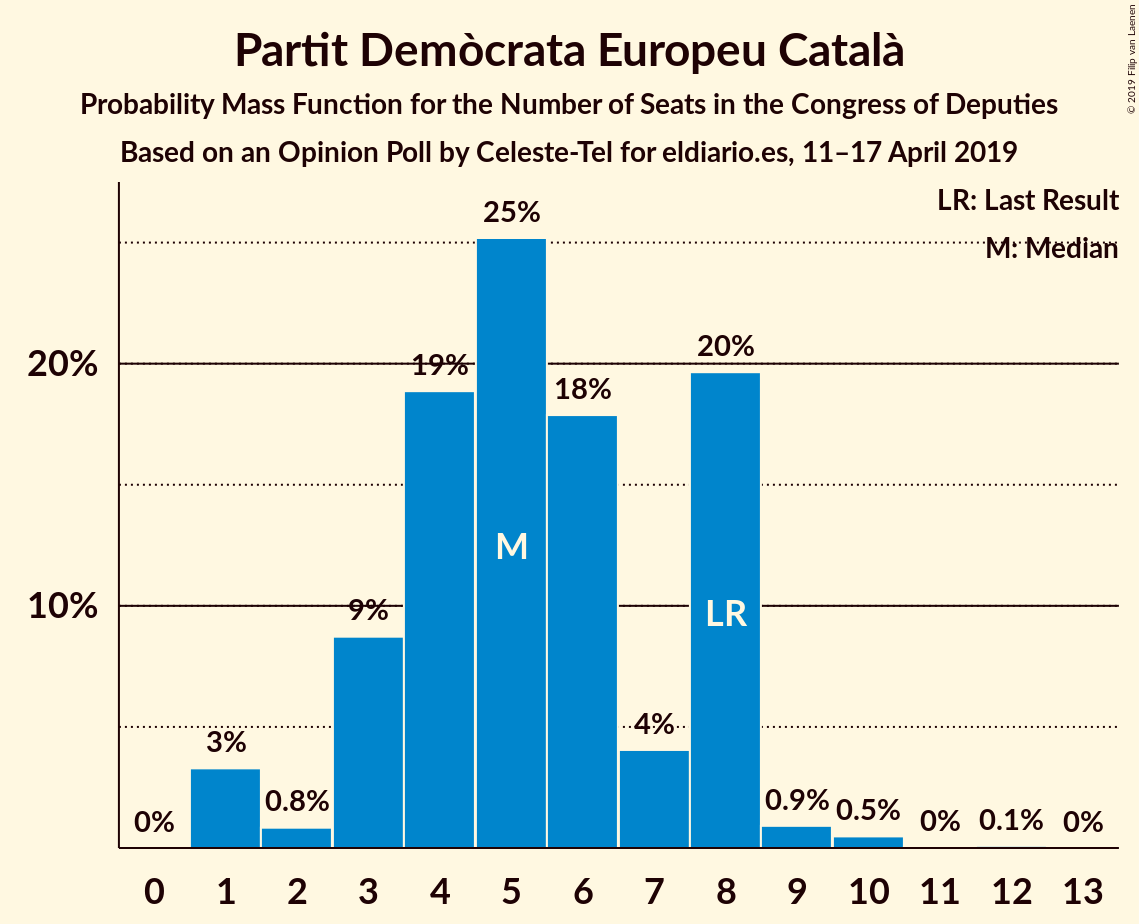 Partit Demòcrata Europeu Català
Probability Mass Function for the Number of Seats in the Congress of Deputies
Based on an Opinion Poll by Celeste-Tel for eldiario.es, 11–17 April 2019
© 2019 Filip van Laenen
LR: Last Result
M: Median
20%
10%
0%
3%
0.8%
9%
19%
25%
18%
4%
20%
0.9%
0.5%
0%
0.1%
0%
M
LR
0 1 2 3 4 5 6 7 8 9 10 11 12 13